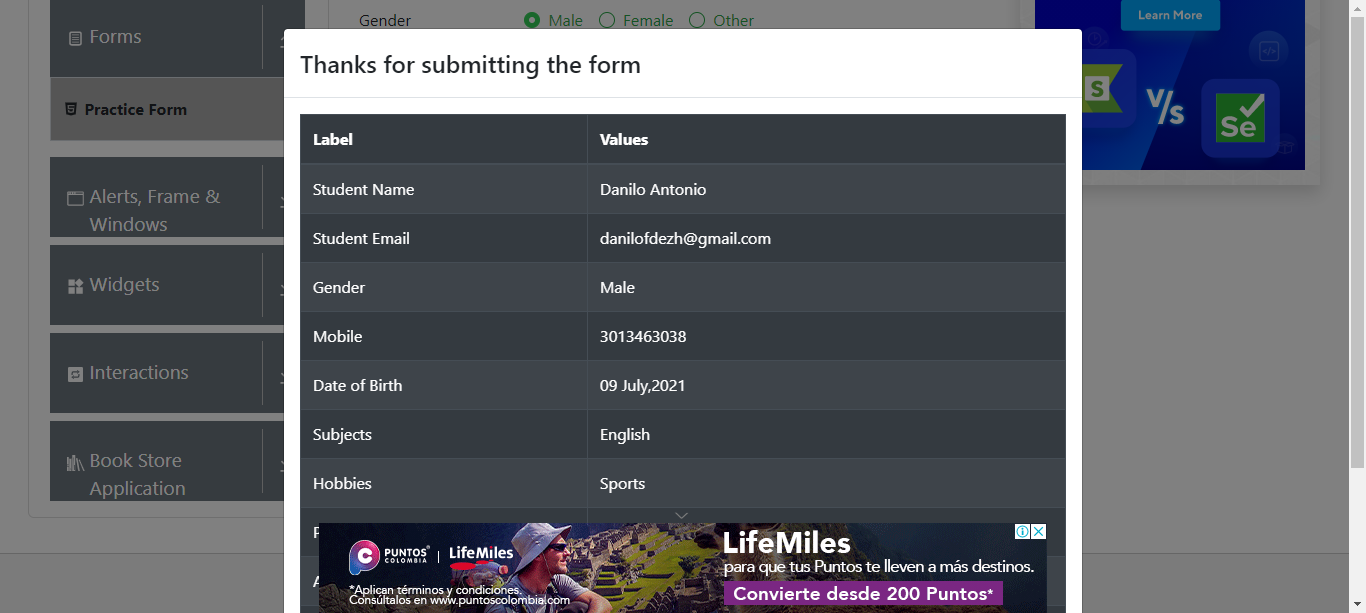 Gender Male Female Other
Learn More
Forms
Thanks for submitting the form
Practice Form
S
V/s
Se
Label Values
Student Name Danilo Antonio
Alerts, Frame &
Windows
Student Email danilofdezh@gmail.com
Widgets
Gender Male
Mobile 3013463038
Interactions
Date of Birth 09 July,2021
Subjects English
Book Store
Application
Hobbies Sports
P
A
C PUNTOS COLOMBIA | LifeMiles
*Aplican términos y condiciones.
Consúltalos en www.puntoscolombia.com
LifeMiles
para que tus Puntos te lleven a más destinos.
Convierte desde 200 Puntos*